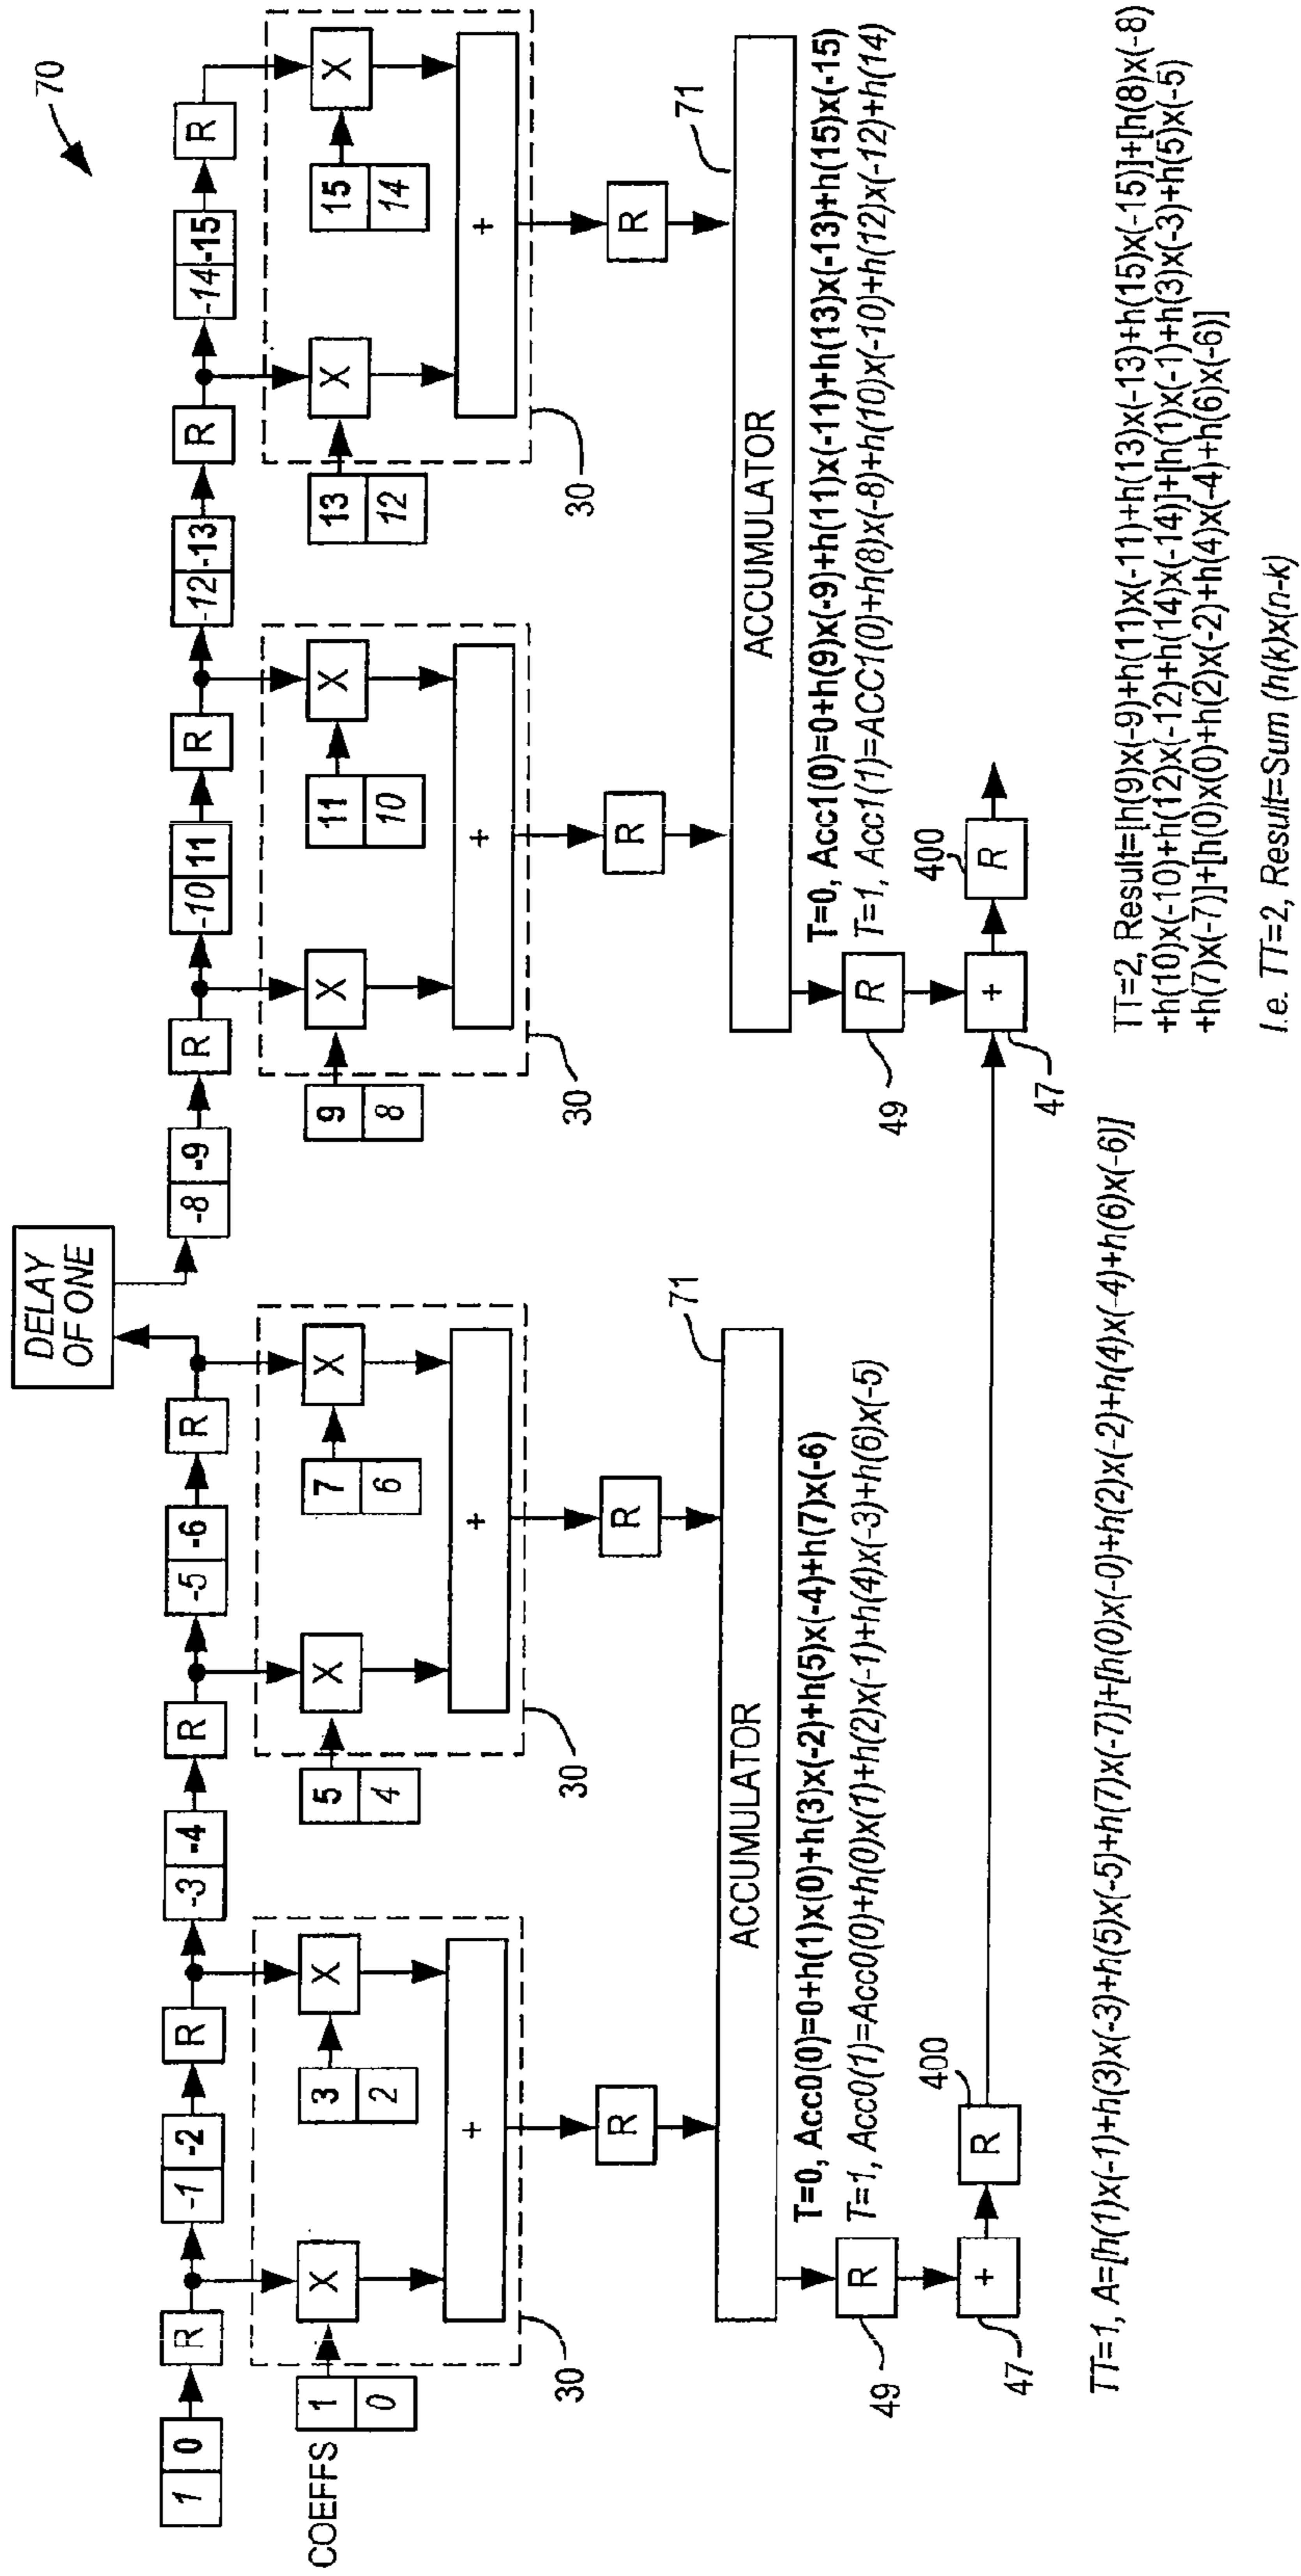 70
DELAY
OF ONE
1 0
R
-1 -2
R
-3 -4
R
-5 -6
R
-8 -9
R
-10 11
R
-12 -13
R
-14 -15
R
COEFFS
1
0
X
3
2
X
5
4
X
7
6
X
9
8
X
11
10
X
13
12
X
15
14
X
+
+
+
+
30
30
30
30
R
R
R
R
71
71
ACCUMULATOR
ACCUMULATOR
T=0, Acc0(0)=0+h(1)x(0)+h(3)x(-2)+h(5)x(-4)+h(7)x(-6)
T=1, Acc0(1)=Acc0(0)+h(0)x(1)+h(2)x(-1)+h(4)x(-3)+h(6)x(-5)
T=0, Acc1(0)=0+h(9)x(-9)+h(11)x(-11)+h(13)x(-13)+h(15)x(-15)
T=1, Acc1(1)=ACC1(0)+h(8)x(-8)+h(10)x(-10)+h(12)x(-12)+h(14)
49
R
400
R
47
+
49
R
400
R
47
+
TT=1, A=[h(1)x(-1)+h(3)x(-3)+h(5)x(-5)+h(7)x(-7)]+[h(0)x(-0)+h(2)x(-2)+h(4)x(-4)+h(6)x(-6)]
TT=2, Result=[h(9)x(-9)+h(11)x(-11)+h(13)x(-13)+h(15)x(-15)]+[h(8)x(-8)
+h(10)x(-10)+h(12)x(-12)+h(14)x(-14)]+[h(1)x(-1)+h(3)x(-3)+h(5)x(-5)
+h(7)x(-7)]+[h(0)x(0)+h(2)x(-2)+h(4)x(-4)+h(6)x(-6)]
I.e. TT=2, Result=Sum (h(k)x(n-k)